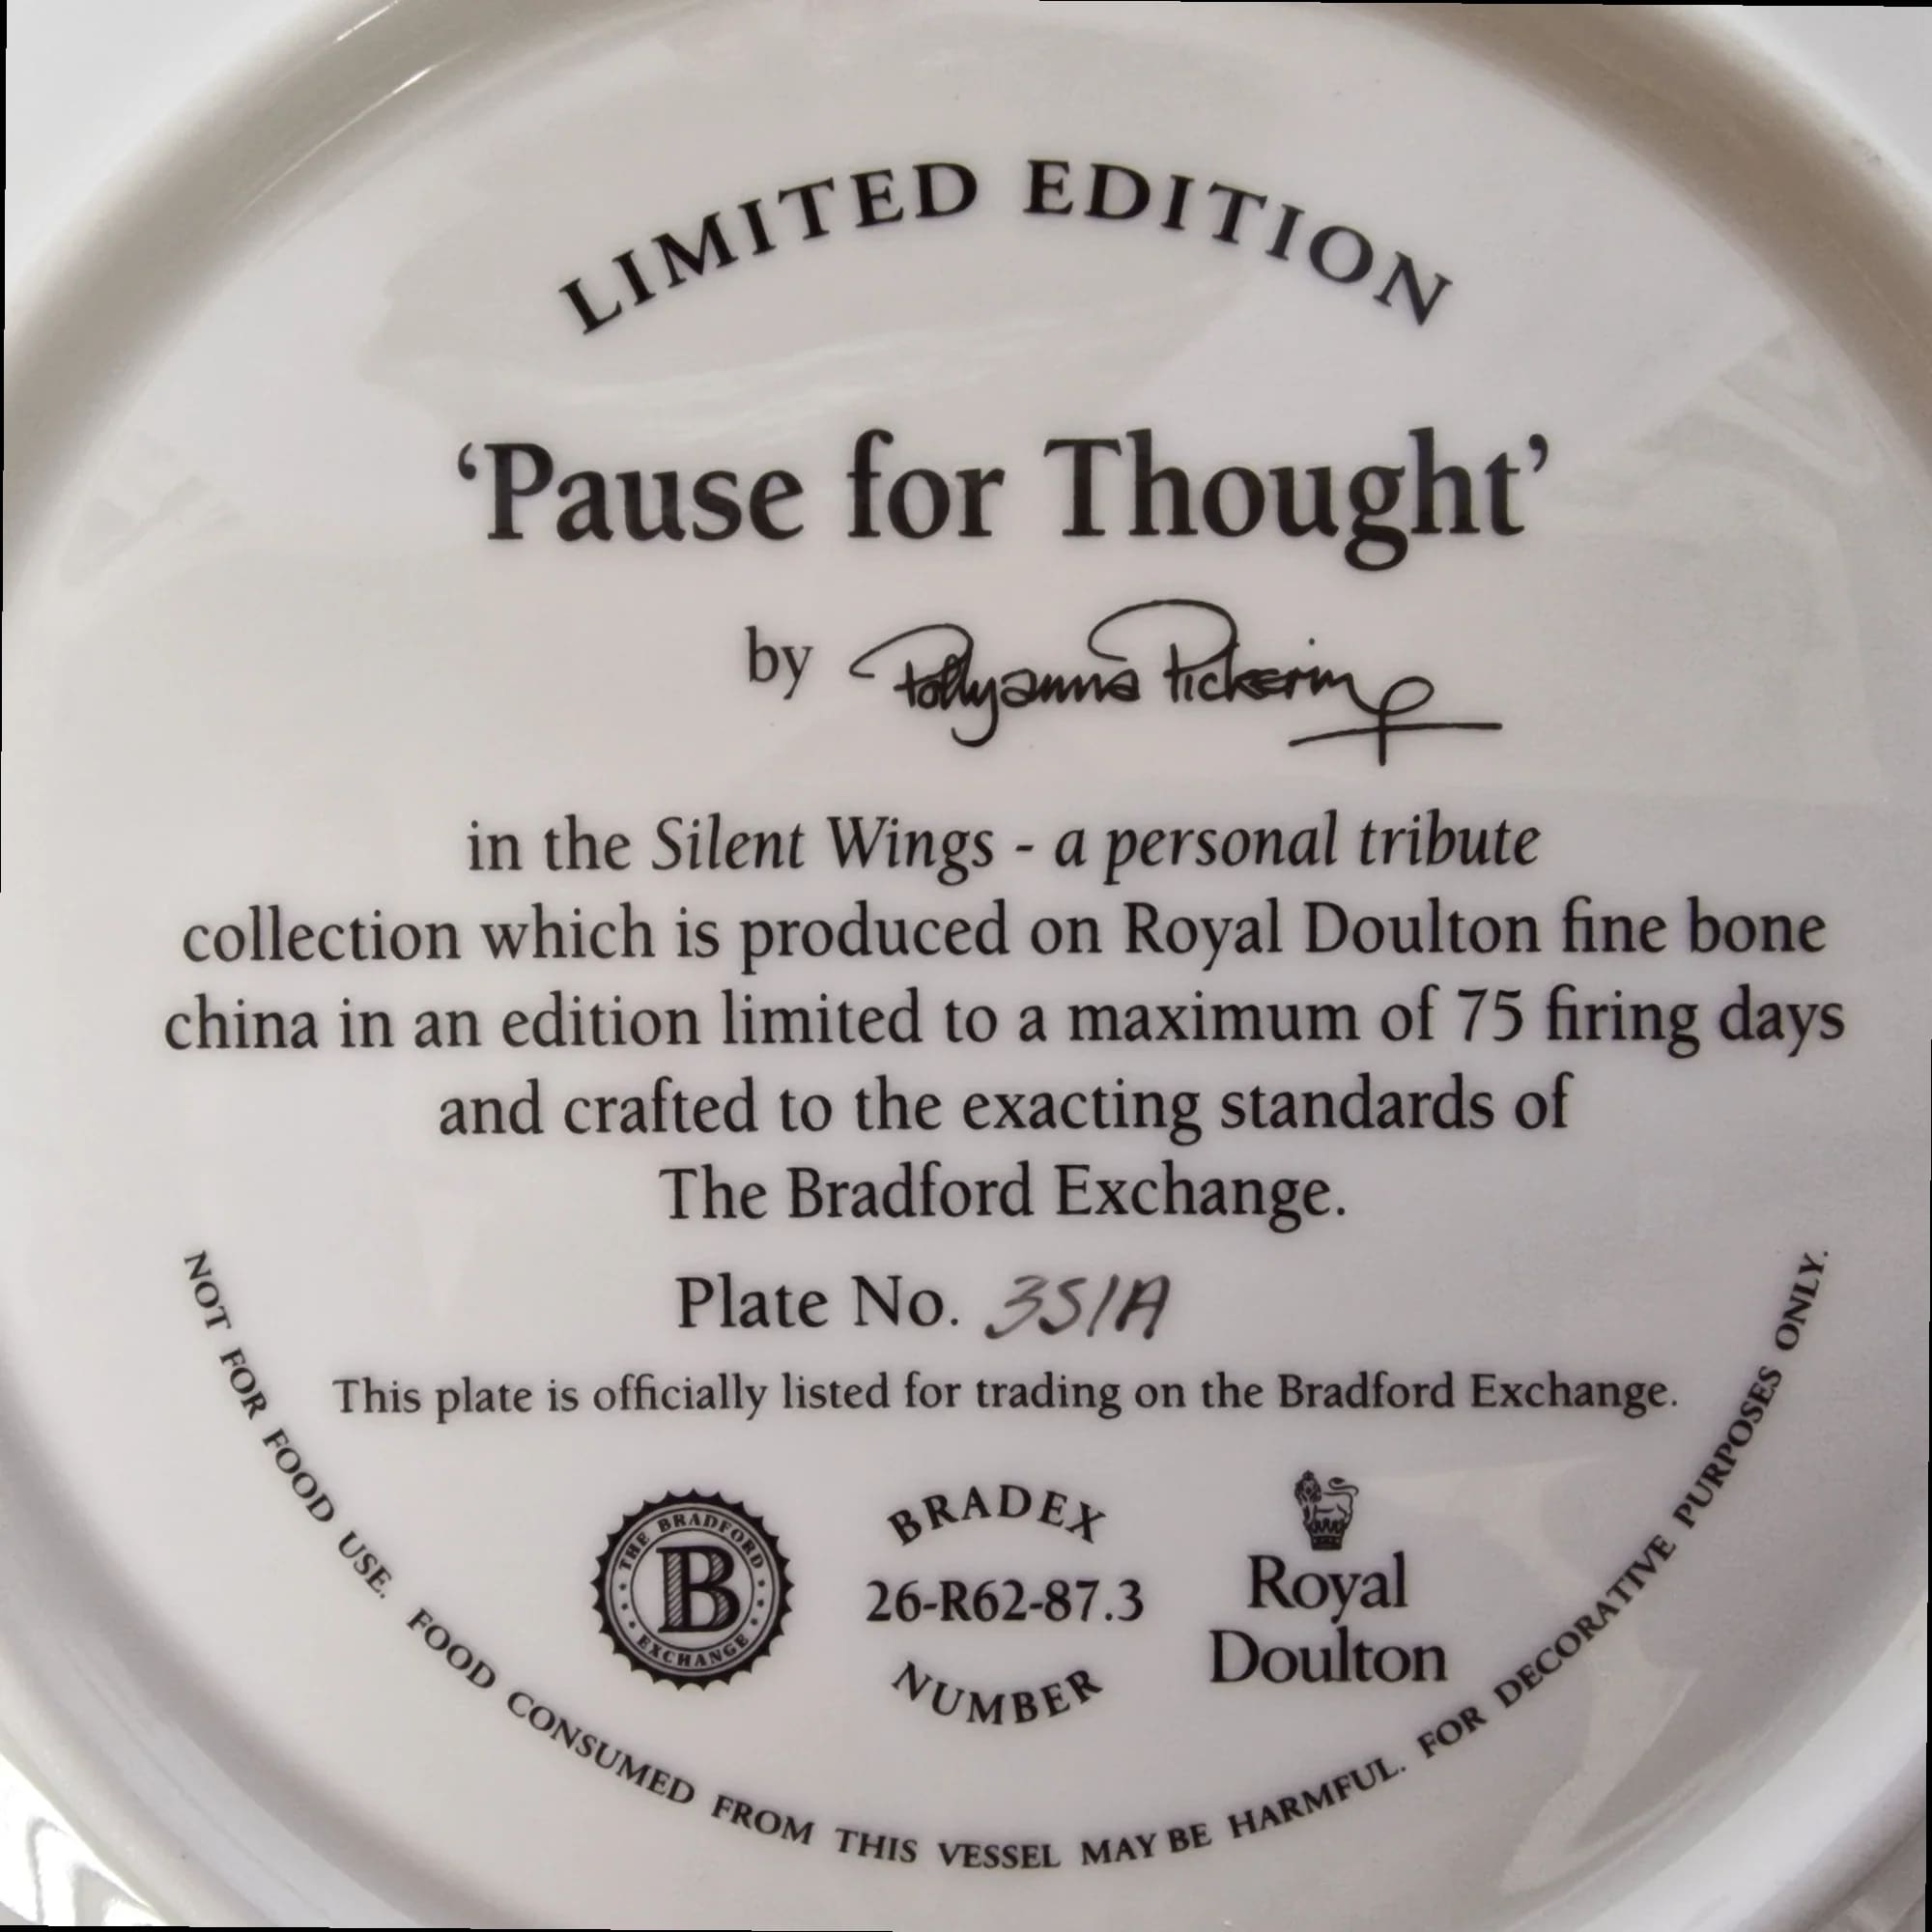 LIMITED EDITION
‘Pause for Thought’
by Pollyanna Pickering
in the Silent Wings - a personal tribute
collection which is produced on Royal Doulton fine bone
china in an edition limited to a maximum of 75 firing days
and crafted to the exacting standards of
The Bradford Exchange.
Plate No. 351A
This plate is officially listed for trading on the Bradford Exchange.
THE BRADFORD
B
EXCHANGE
BRADEX
26-R62-87.3
NUMBER
Royal
Doulton
NOT FOR FOOD USE. FOOD CONSUMED FROM THIS VESSEL MAY BE HARMFUL. FOR DECORATIVE PURPOSES ONLY.